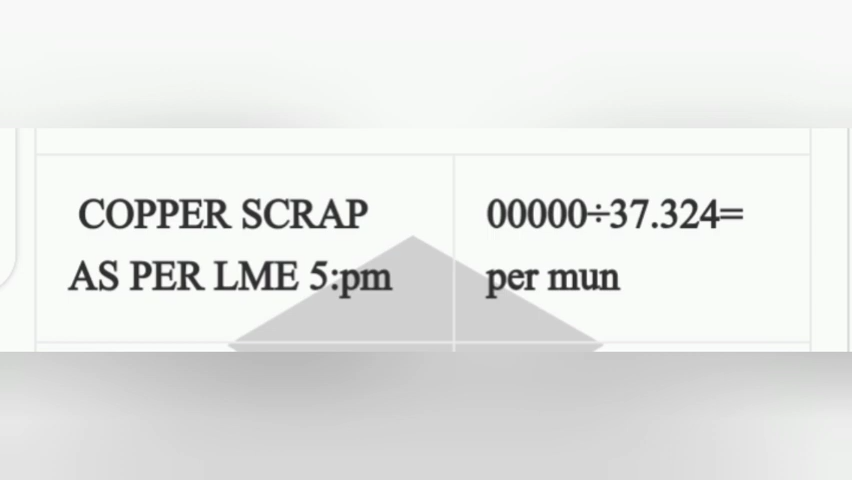 COPPER SCRAP
AS PER LME 5:pm
00000÷37.324=
per mun